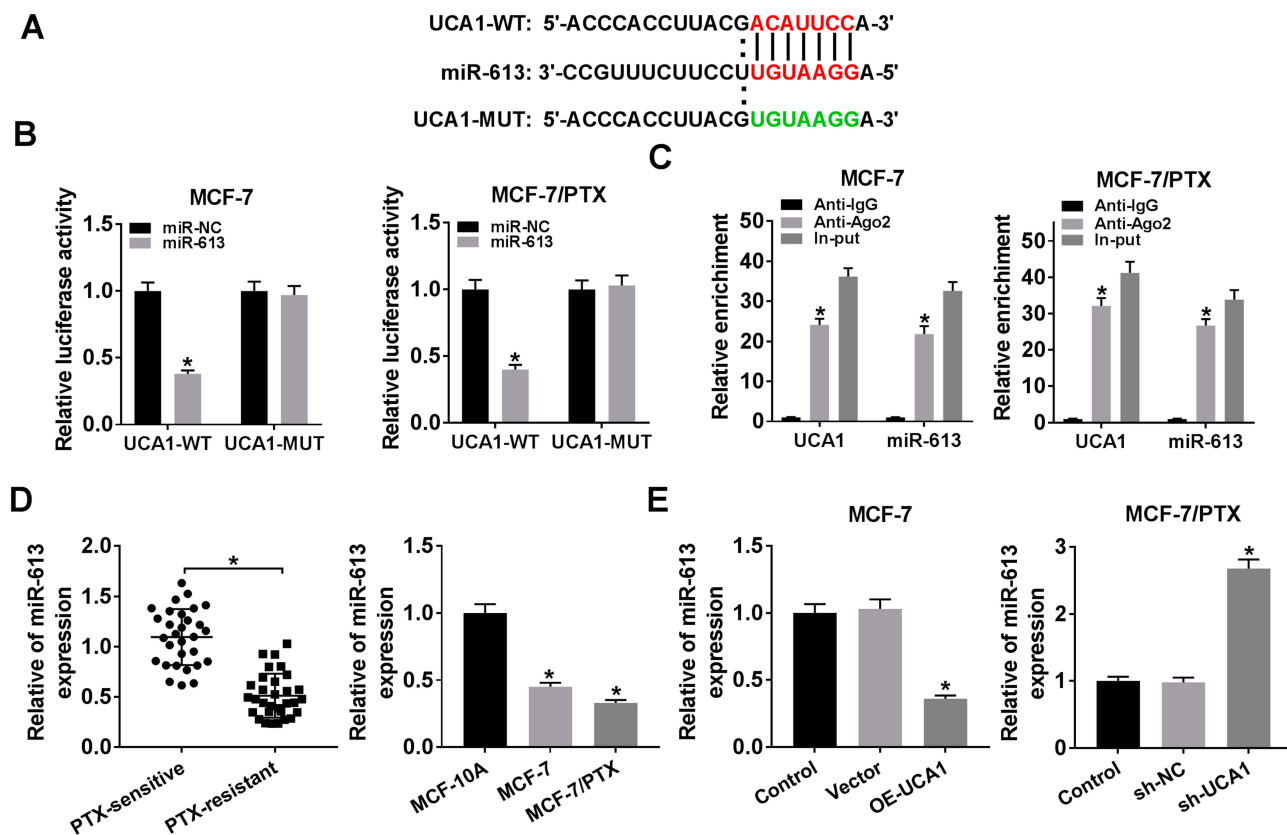 A
UCA1-WT: 5'-ACCCACCUUACGACAUUCCA-3'
miR-613: 3'-CCGUUUCUUCCUUGUAAGGA-5'
UCA1-MUT: 5'-ACCCACCUUACGUGUAAGGA-3'
B
MCF-7
Relative luciferase activity
1.5
1.0
0.5
0.0
miR-NC
miR-613
*
UCA1-WT UCA1-MUT
MCF-7/PTX
Relative luciferase activity
1.5
1.0
0.5
0.0
miR-NC
miR-613
*
UCA1-WT UCA1-MUT
C
MCF-7
Relative enrichiment
50
40
30
20
10
0
Anti-IgG
Anti-Ago2
In-put
* *
UCA1 miR-613
MCF-7/PTX
Relative enrichiment
50
40
30
20
10
0
Anti-IgG
Anti-Ago2
In-put
* *
UCA1 miR-613
D
Relative of miR-613
expression
2.0
1.5
1.0
0.5
0.0
*
PTX-sensitive
PTX-resistant
Relative of miR-613
expression
1.5
1.0
0.5
0.0
* *
MCF-10A
MCF-7
MCF-7/PTX
E
MCF-7
Relative of miR-613
expression
1.5
1.0
0.5
0.0
*
Control
Vector
OE-UCA1
MCF-7/PTX
Relative of miR-613
expression
3
2
1
0
*
Control
sh-NC
sh-UCA1